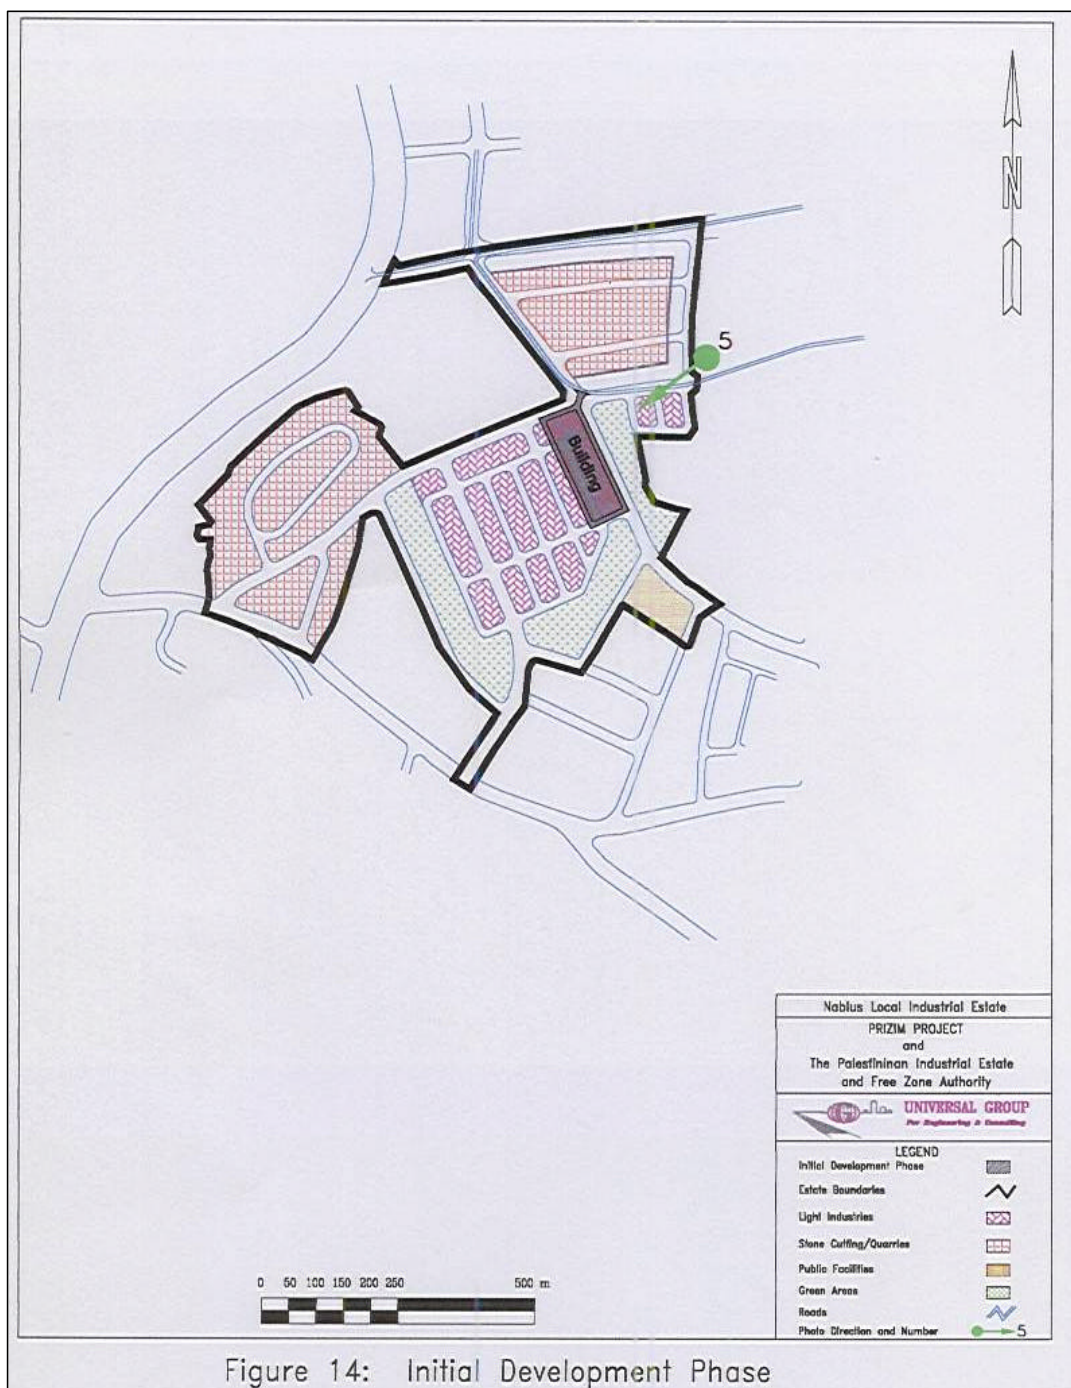 N
5
Building
Nablus Local Industrial Estate
PRIZIM PROJECT
and
The Palestininan Industrial Estate
and Free Zone Authority
UNIVERSAL GROUP
For Engineering & Consulting
LEGEND
Initial Development Phase
Estate Boundaries
Light Industries
Stone Cutting/Quarries
Public Facilities
Green Areas
Roads
Photo Direction and Number 5
0 50 100 150 200 250 500 m
Figure 14: Initial Development Phase